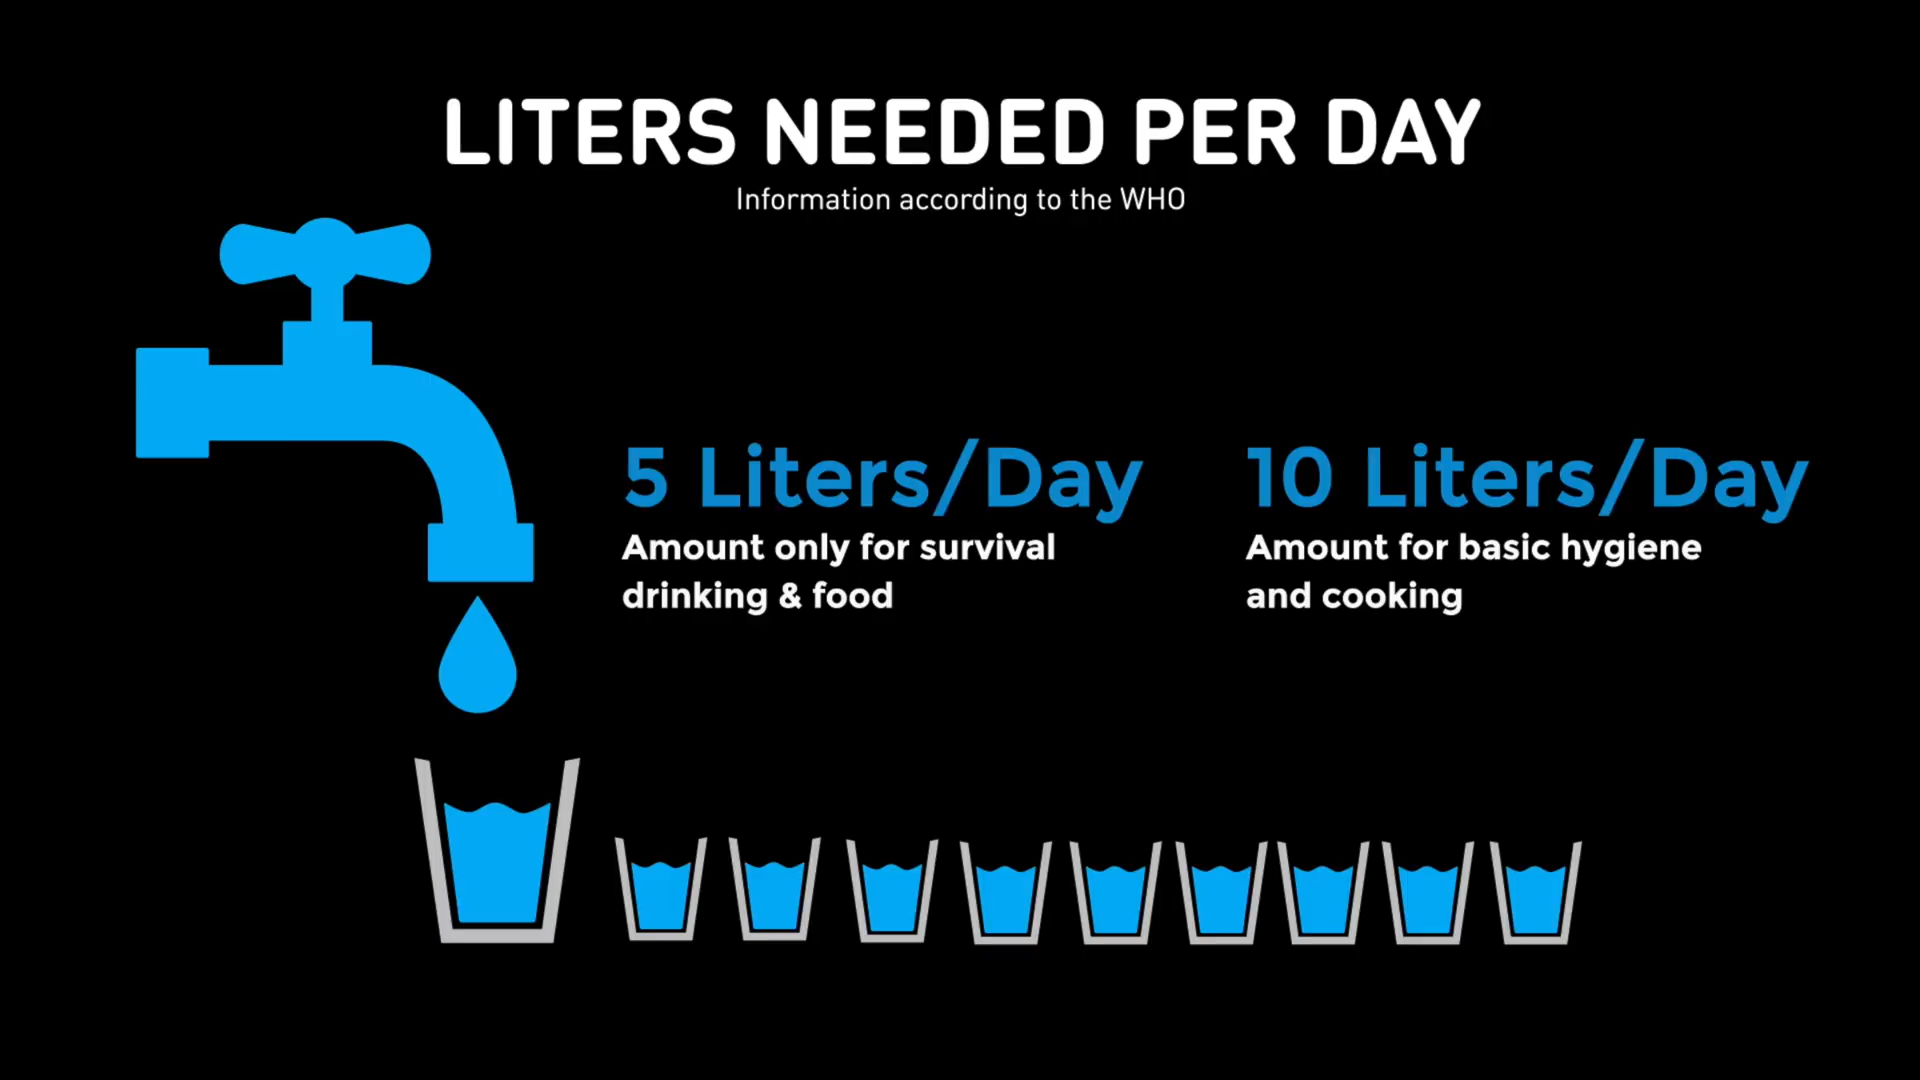 LITERS NEEDED PER DAY
Information according to the WHO
5 Liters/Day
Amount only for survival
drinking & food
10 Liters/Day
Amount for basic hygiene
and cooking